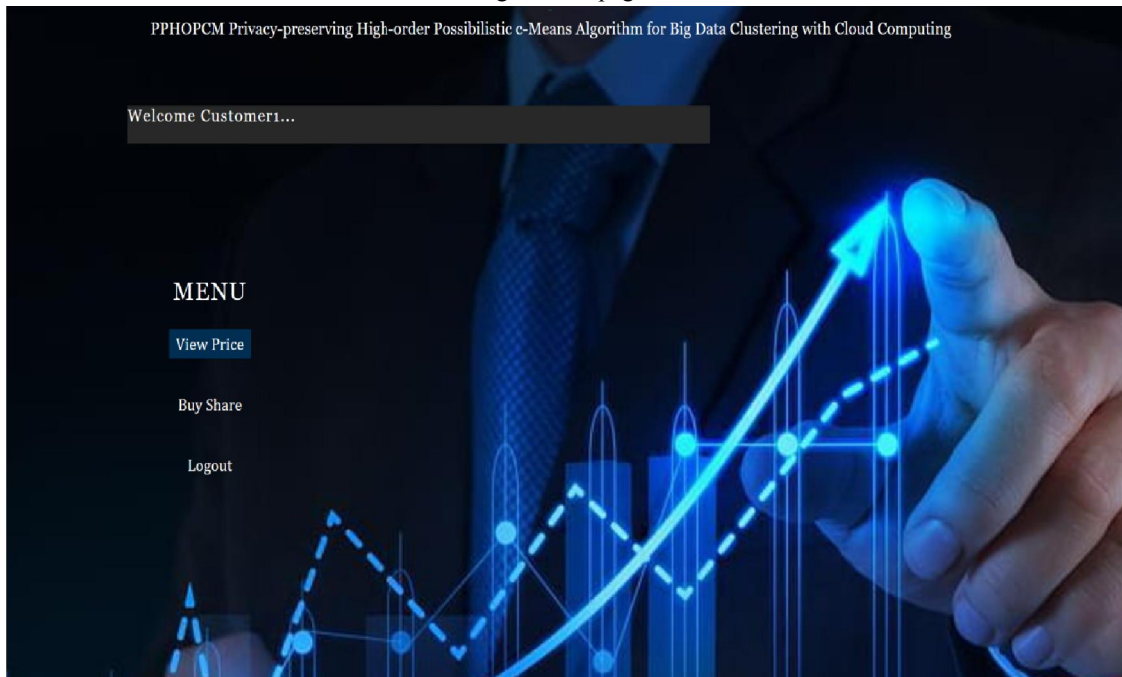 PPHOPCM Privacy-preserving High-order Possibilistic c-Means Algorithm for Big Data Clustering with Cloud Computing
Welcome Customer1...
MENU
View Price
Buy Share
Logout